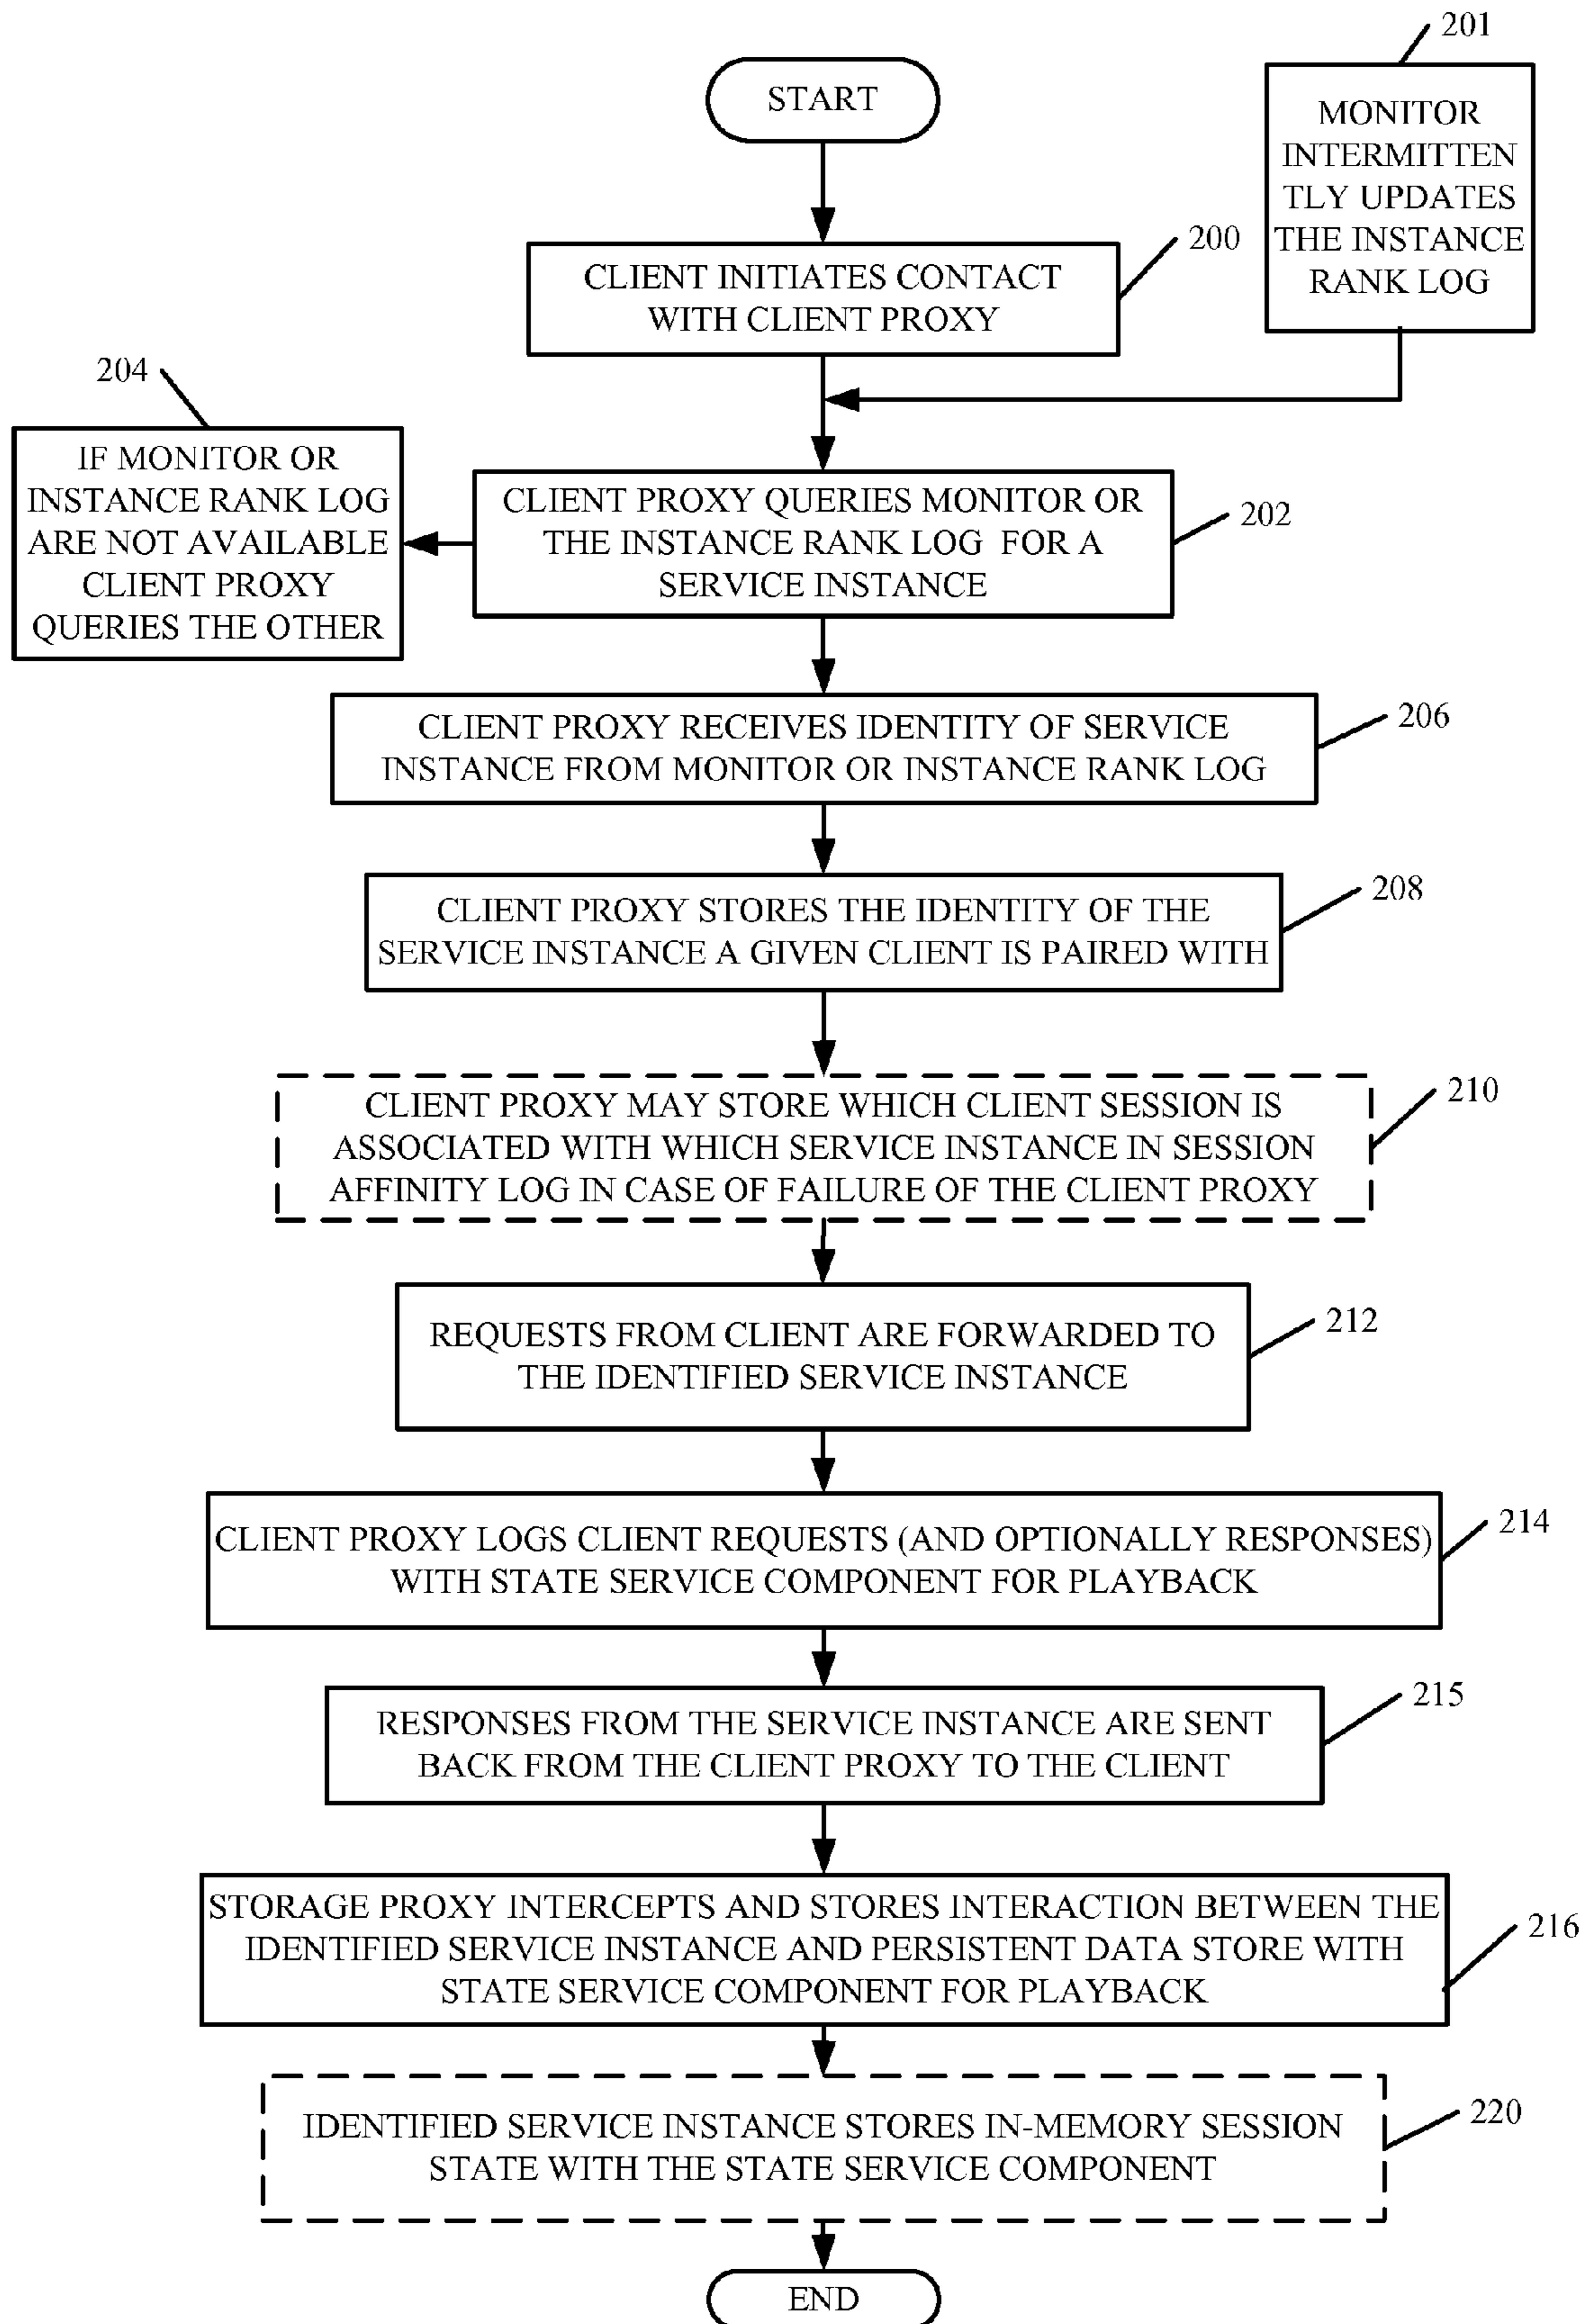 201
START
MONITOR
INTERMITTEN
TLY UPDATES
THE INSTANCE
RANK LOG
200
CLIENT INITIATES CONTACT
WITH CLIENT PROXY
204
IF MONITOR OR
INSTANCE RANK LOG
ARE NOT AVAILABLE
CLIENT PROXY
QUERIES THE OTHER
CLIENT PROXY QUERIES MONITOR OR
THE INSTANCE RANK LOG FOR A
SERVICE INSTANCE
202
CLIENT PROXY RECEIVES IDENTITY OF SERVICE
INSTANCE FROM MONITOR OR INSTANCE RANK LOG
206
CLIENT PROXY STORES THE IDENTITY OF THE
SERVICE INSTANCE A GIVEN CLIENT IS PAIRED WITH
208
CLIENT PROXY MAY STORE WHICH CLIENT SESSION IS
ASSOCIATED WITH WHICH SERVICE INSTANCE IN SESSION
AFFINITY LOG IN CASE OF FAILURE OF THE CLIENT PROXY
210
REQUESTS FROM CLIENT ARE FORWARDED TO
THE IDENTIFIED SERVICE INSTANCE
212
CLIENT PROXY LOGS CLIENT REQUESTS (AND OPTIONALLY RESPONSES)
WITH STATE SERVICE COMPONENT FOR PLAYBACK
214
RESPONSES FROM THE SERVICE INSTANCE ARE SENT
BACK FROM THE CLIENT PROXY TO THE CLIENT
215
STORAGE PROXY INTERCEPTS AND STORES INTERACTION BETWEEN THE
IDENTIFIED SERVICE INSTANCE AND PERSISTENT DATA STORE WITH
STATE SERVICE COMPONENT FOR PLAYBACK
216
IDENTIFIED SERVICE INSTANCE STORES IN-MEMORY SESSION
STATE WITH THE STATE SERVICE COMPONENT
220
END